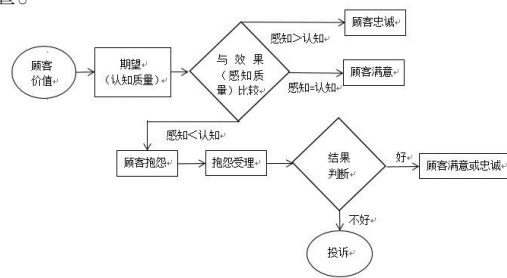 置。
顾客忠诚
感知>认知
顾客
价值
期望
（认知质量）
与 效 果
（感知质
量）比较
顾客满意
感知=认知
感知<认知
顾客抱怨
抱怨受理
结果
判断
好
顾客满意或忠诚
不好
投诉